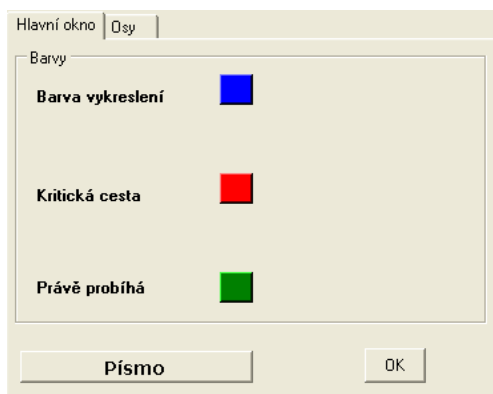 Hlavní okno Osy
Barvy
Barva vykreslení
Kritická cesta
Právě probíhá
Písmo OK